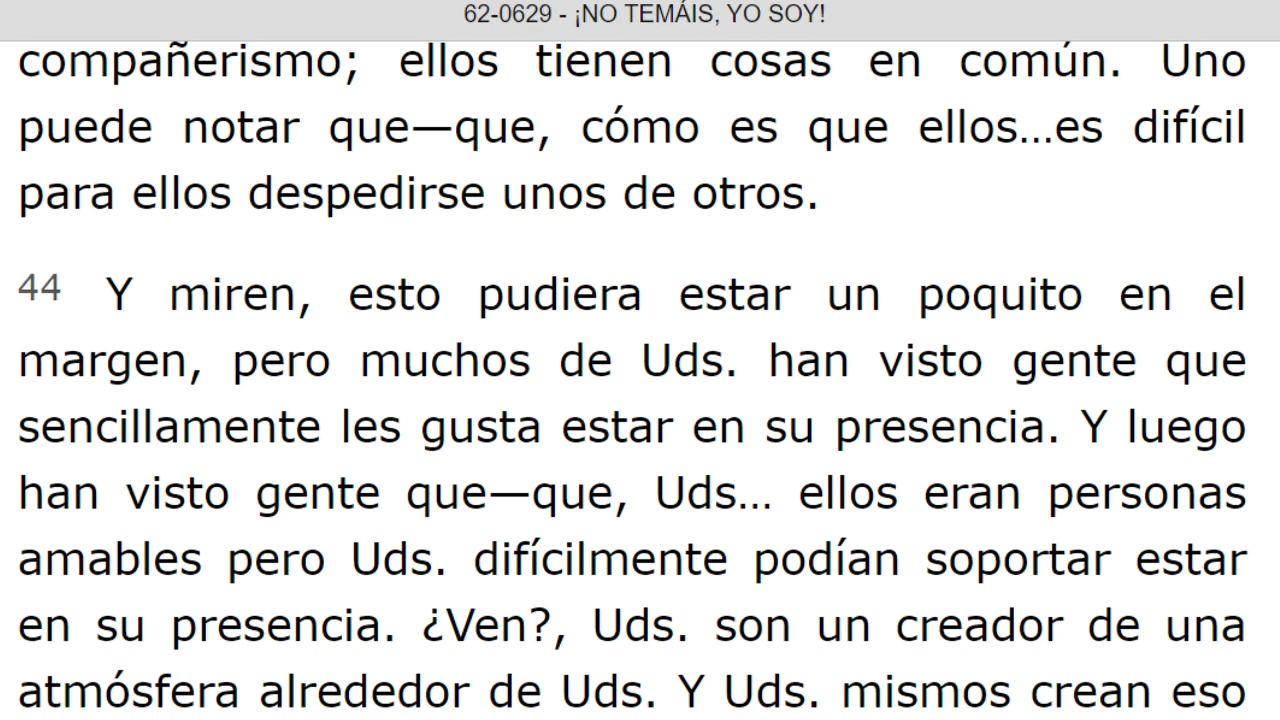 62-0629 - ¡NO TEMÁIS, YO SOY!
compañerismo; ellos tienen cosas en común. Uno
puede notar que—que, cómo es que ellos…es difícil
para ellos despedirse unos de otros.
44 Y miren, esto pudiera estar un poquito en el
margen, pero muchos de Uds. han visto gente que
sencillamente les gusta estar en su presencia. Y luego
han visto gente que—que, Uds… ellos eran personas
amables pero Uds. difícilmente podían soportar estar
en su presencia. ¿Ven?, Uds. son un creador de una
atmósfera alrededor de Uds. Y Uds. mismos crean eso